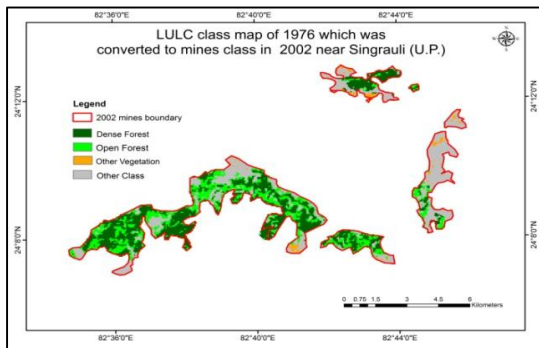 LULC class map of 1976 which was
converted to mines class in 2002 near Singrauli (U.P.)
82°36'0"E 82°40'0"E 82°44'0"E
24°12'0"N 24°12'0"N
Legend
2002 mines boundary
Dense Forest
Open Forest
Other Vegetation
Other Class
24°8'0"N 24°8'0"N
0 0.75 1.5 3 4.5 6
Kilometers
82°36'0"E 82°40'0"E 82°44'0"E